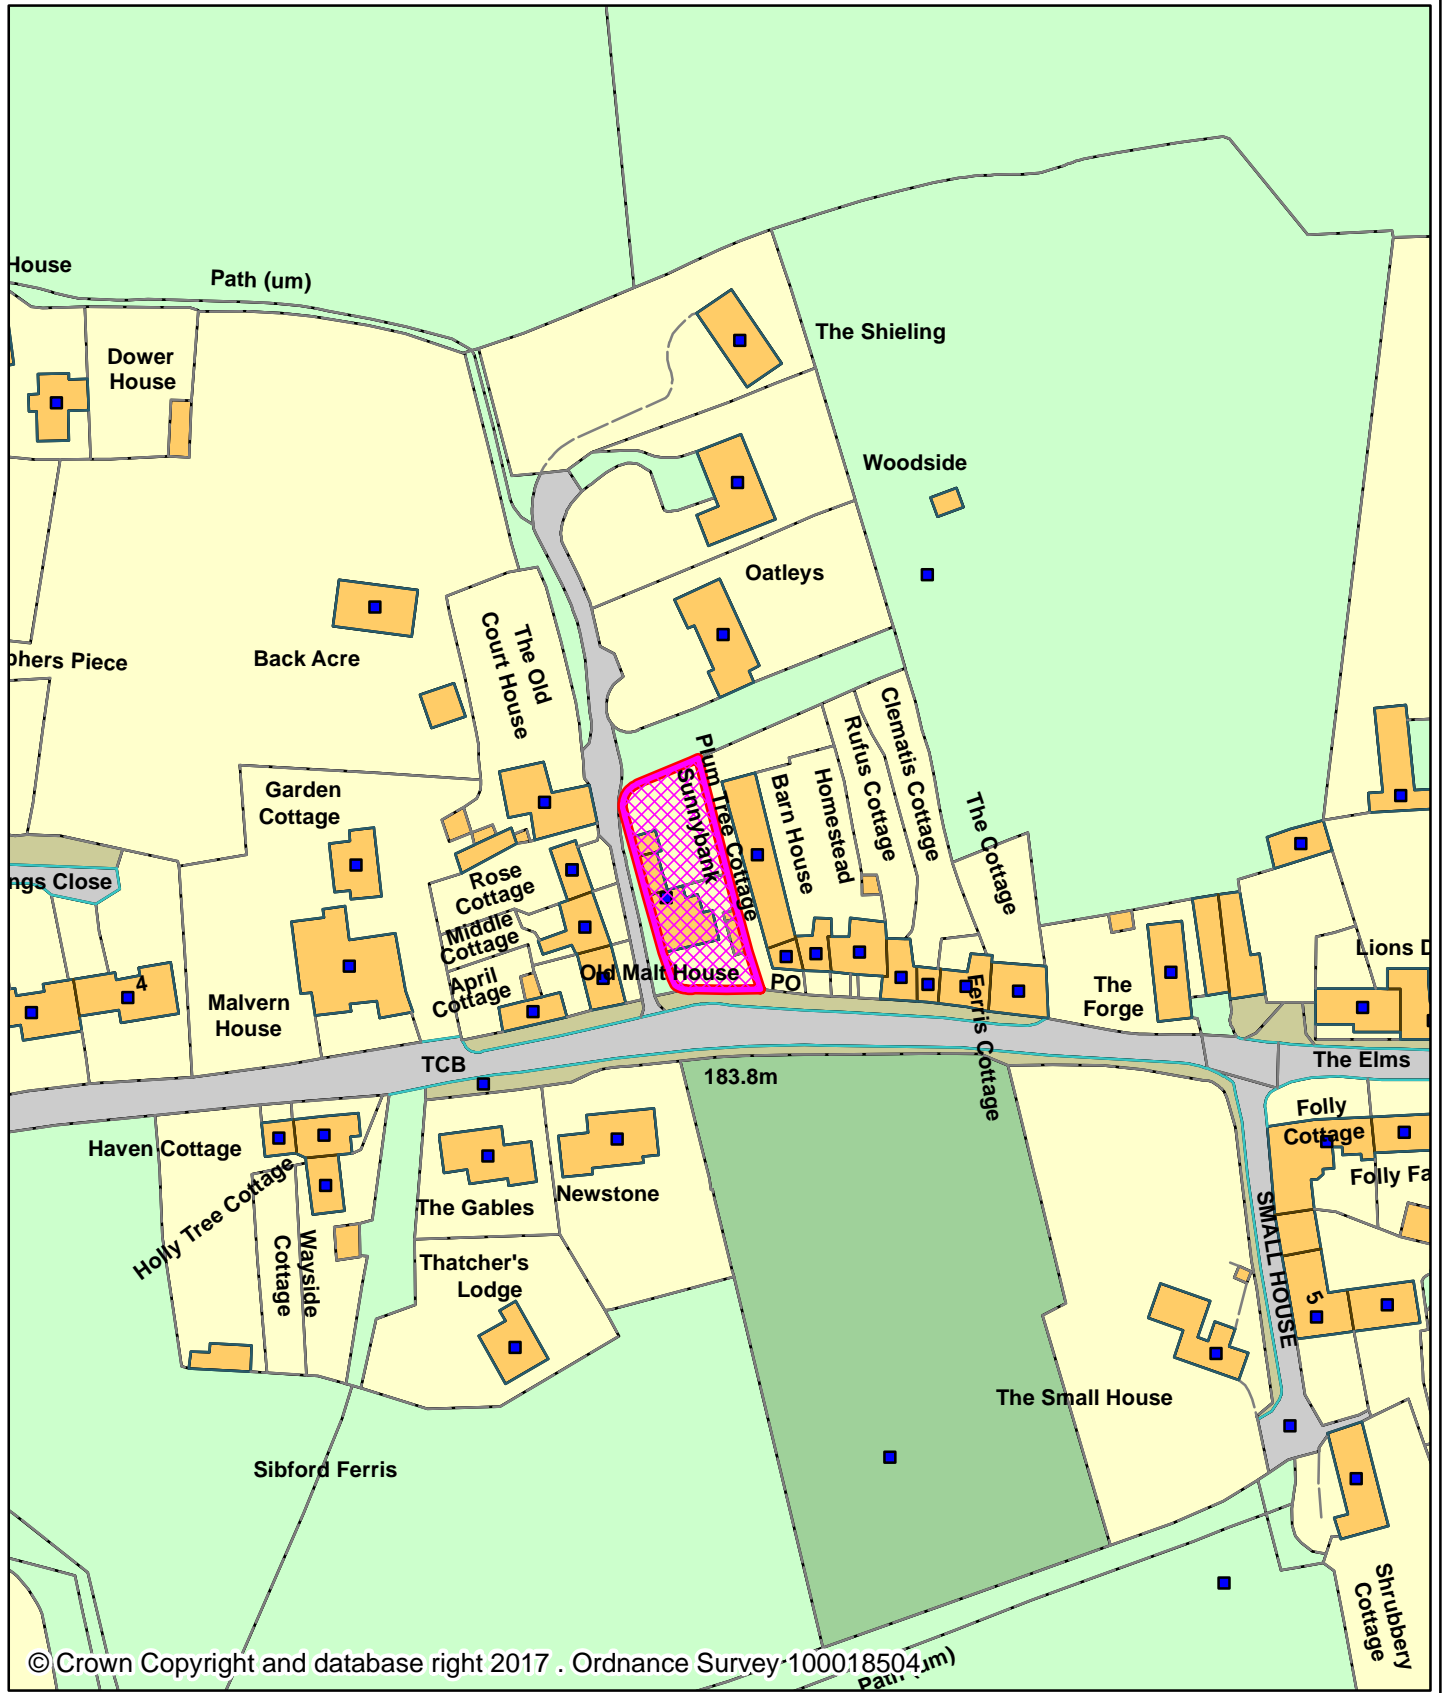 House
Path (um)
The Shieling
Dower
House
Woodside
Oatleys
The Old
Court House
Back Acre
phers Piece
Clematis Cottage
Rufus Cottage
Plum Tree Cottage
Sunnybank
Homestead
Barn House
The Cottage
Garden
Cottage
ngs Close
Rose
Cottage
Middle
Cottage
April
Cottage
Old Malt House
PO
Lions D
4
Malvern
House
The
Forge
Ferris Cottage
TCB
183.8m
The Elms
Folly
Cottage
Haven Cottage
Holly Tree Cottage
The Gables
Newstone
Folly Fa
Wayside
Cottage
SMALL HOUSE
Thatcher's
Lodge
5
The Small House
Sibford Ferris
Shrubbery
Cottage
© Crown Copyright and database right 2017 . Ordnance Survey 100018504
Path (um)